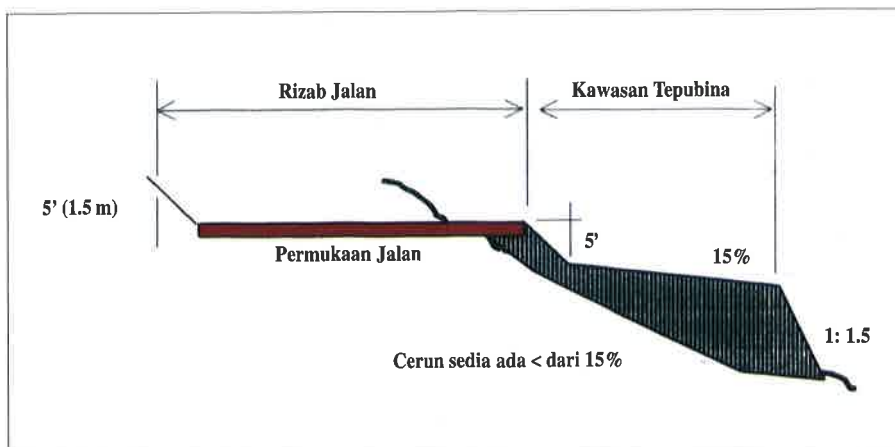 Rizab Jalan
Kawasan Tepubina
5' (1.5 m)
5'
Permukaan Jalan
15%
1: 1.5
Cerun sedia ada < dari 15%